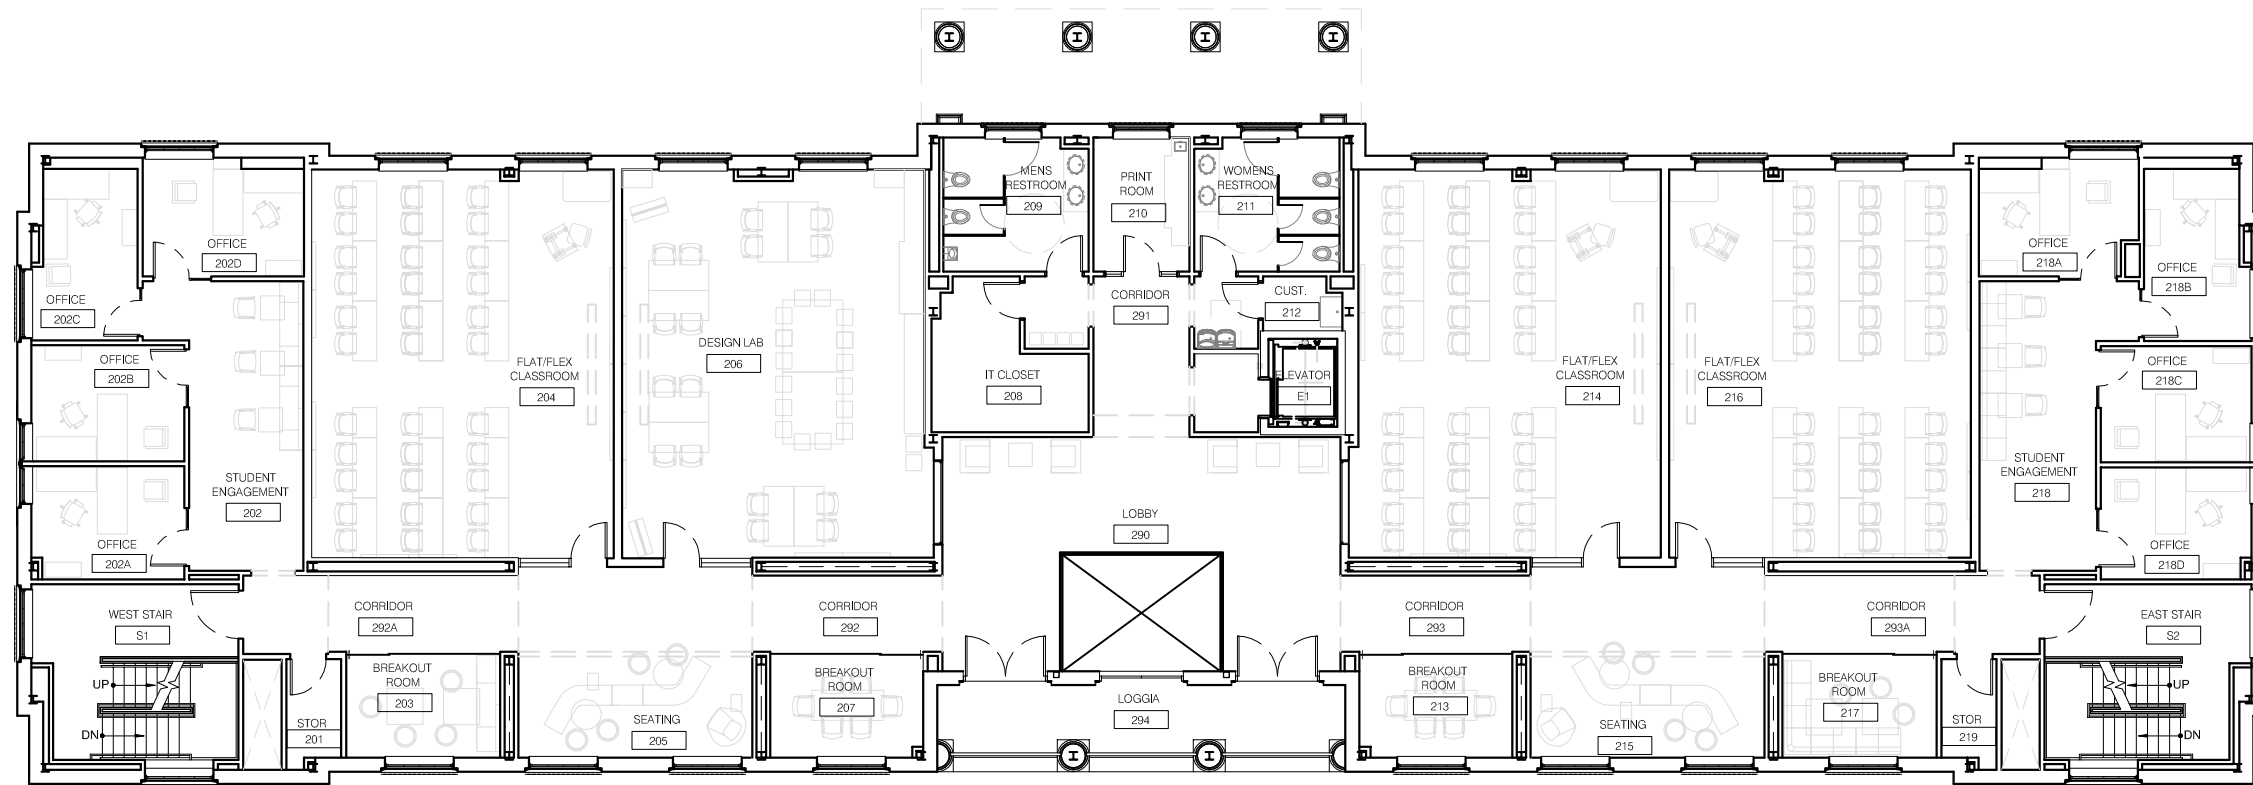 MENS
RESTROOM
209
PRINT
ROOM
210
WOMENS
RESTROOM
211
OFFICE
202D
OFFICE
202C
OFFICE
202B
OFFICE
202A
STUDENT
ENGAGEMENT
202
FLAT/FLEX
CLASSROOM
204
DESIGN LAB
206
IT CLOSET
208
CORRIDOR
291
CUST.
212
ELEVATOR
E1
LOBBY
290
FLAT/FLEX
CLASSROOM
214
FLAT/FLEX
CLASSROOM
216
OFFICE
218A
OFFICE
218B
OFFICE
218C
OFFICE
218D
STUDENT
ENGAGEMENT
218
WEST STAIR
S1
CORRIDOR
292A
CORRIDOR
292
CORRIDOR
293
CORRIDOR
293A
EAST STAIR
S2
UP
DN
STOR
201
BREAKOUT
ROOM
203
SEATING
205
BREAKOUT
ROOM
207
LOGGIA
294
BREAKOUT
ROOM
213
SEATING
215
BREAKOUT
ROOM
217
STOR
219
UP
DN